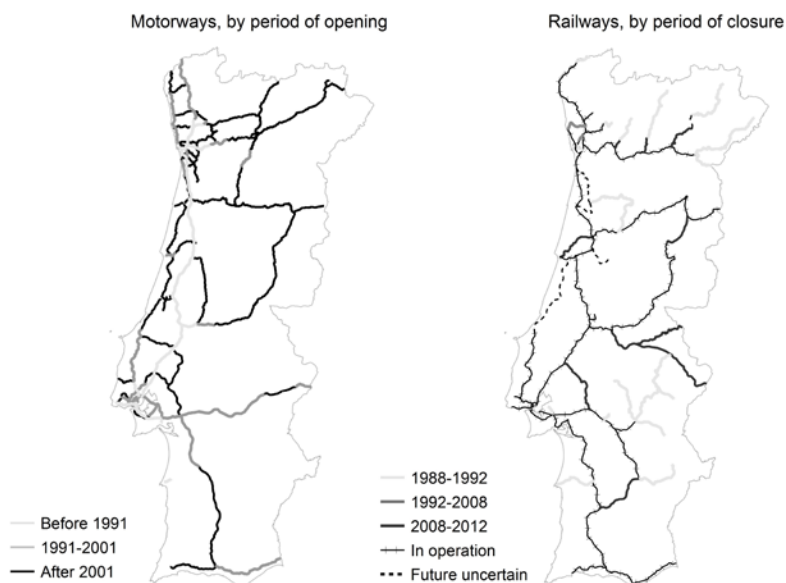 Motorways, by period of opening
Railways, by period of closure
Before 1991
1991-2001
After 2001
1988-1992
1992-2008
2008-2012
In operation
Future uncertain